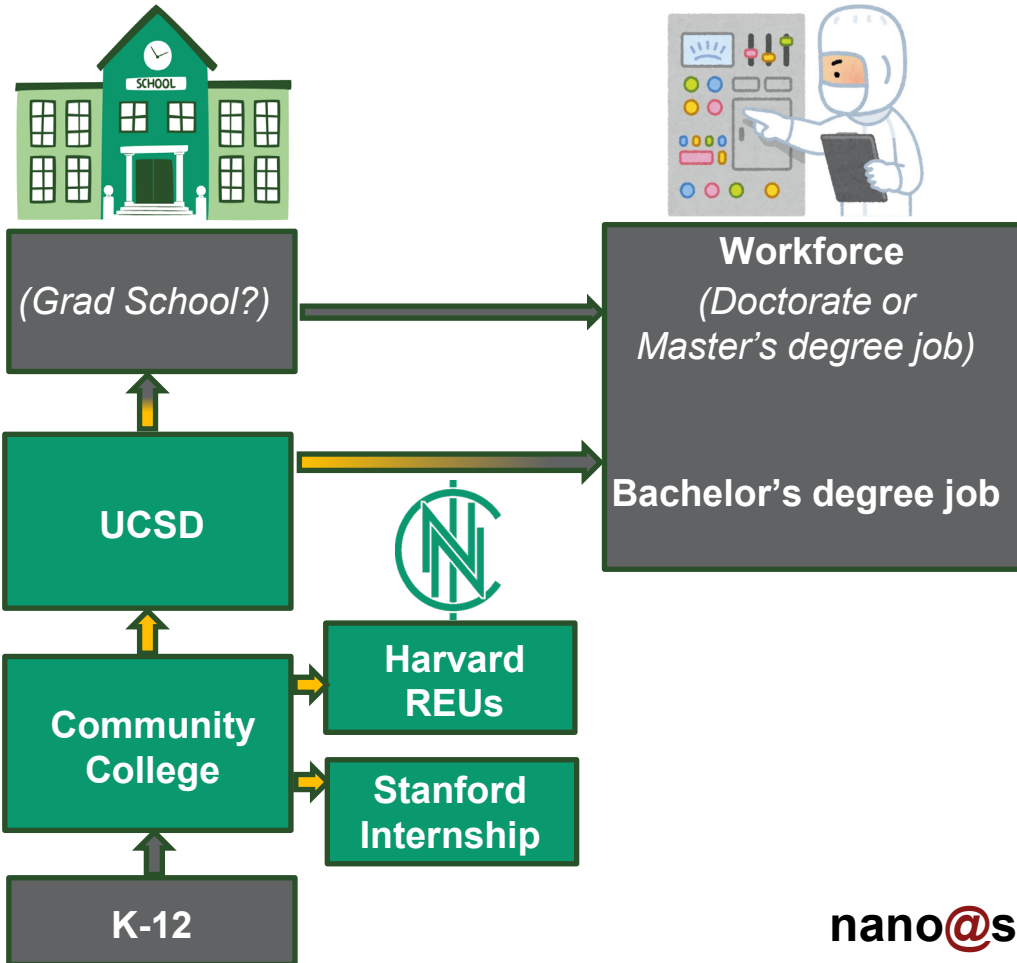 SCHOOL
(Grad School?)
Workforce
(Doctorate or
Master's degree job)
Bachelor's degree job
UCSD
Harvard
REUs
Community
College
Stanford
Internship
K-12
nano@s